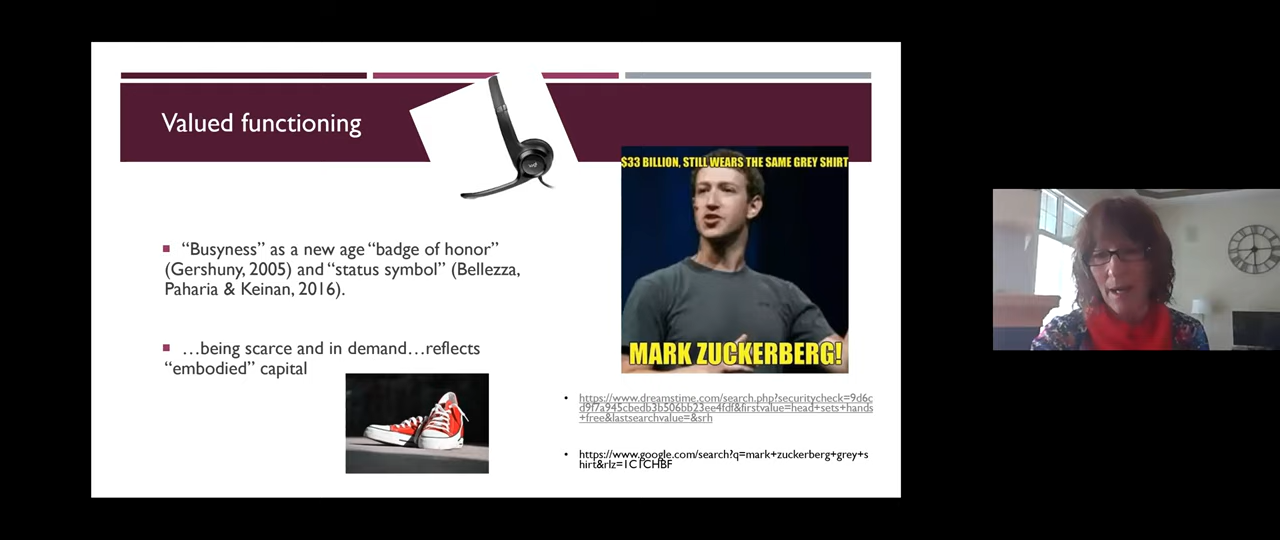 Valued functioning
“Busyness” as a new age “badge of honor”
(Gershuny, 2005) and “status symbol” (Bellezza,
Paharia & Keinan, 2016).
…being scarce and in demand…reflects
“embodied” capital
$33 BILLION, STILL WEARS THE SAME GREY SHIRT
MARK ZUCKERBERG!
https://www.dreamstime.com/search.php?securitycheck=9d6c
d9f7a945cbedb3b506bb23ee4fdf&firstvalue=head+sets+hands
+free&lastsearchvalue=&srh
https://www.google.com/search?q=mark+zuckerberg+grey+s
hirt&rlz=1C1CHBF